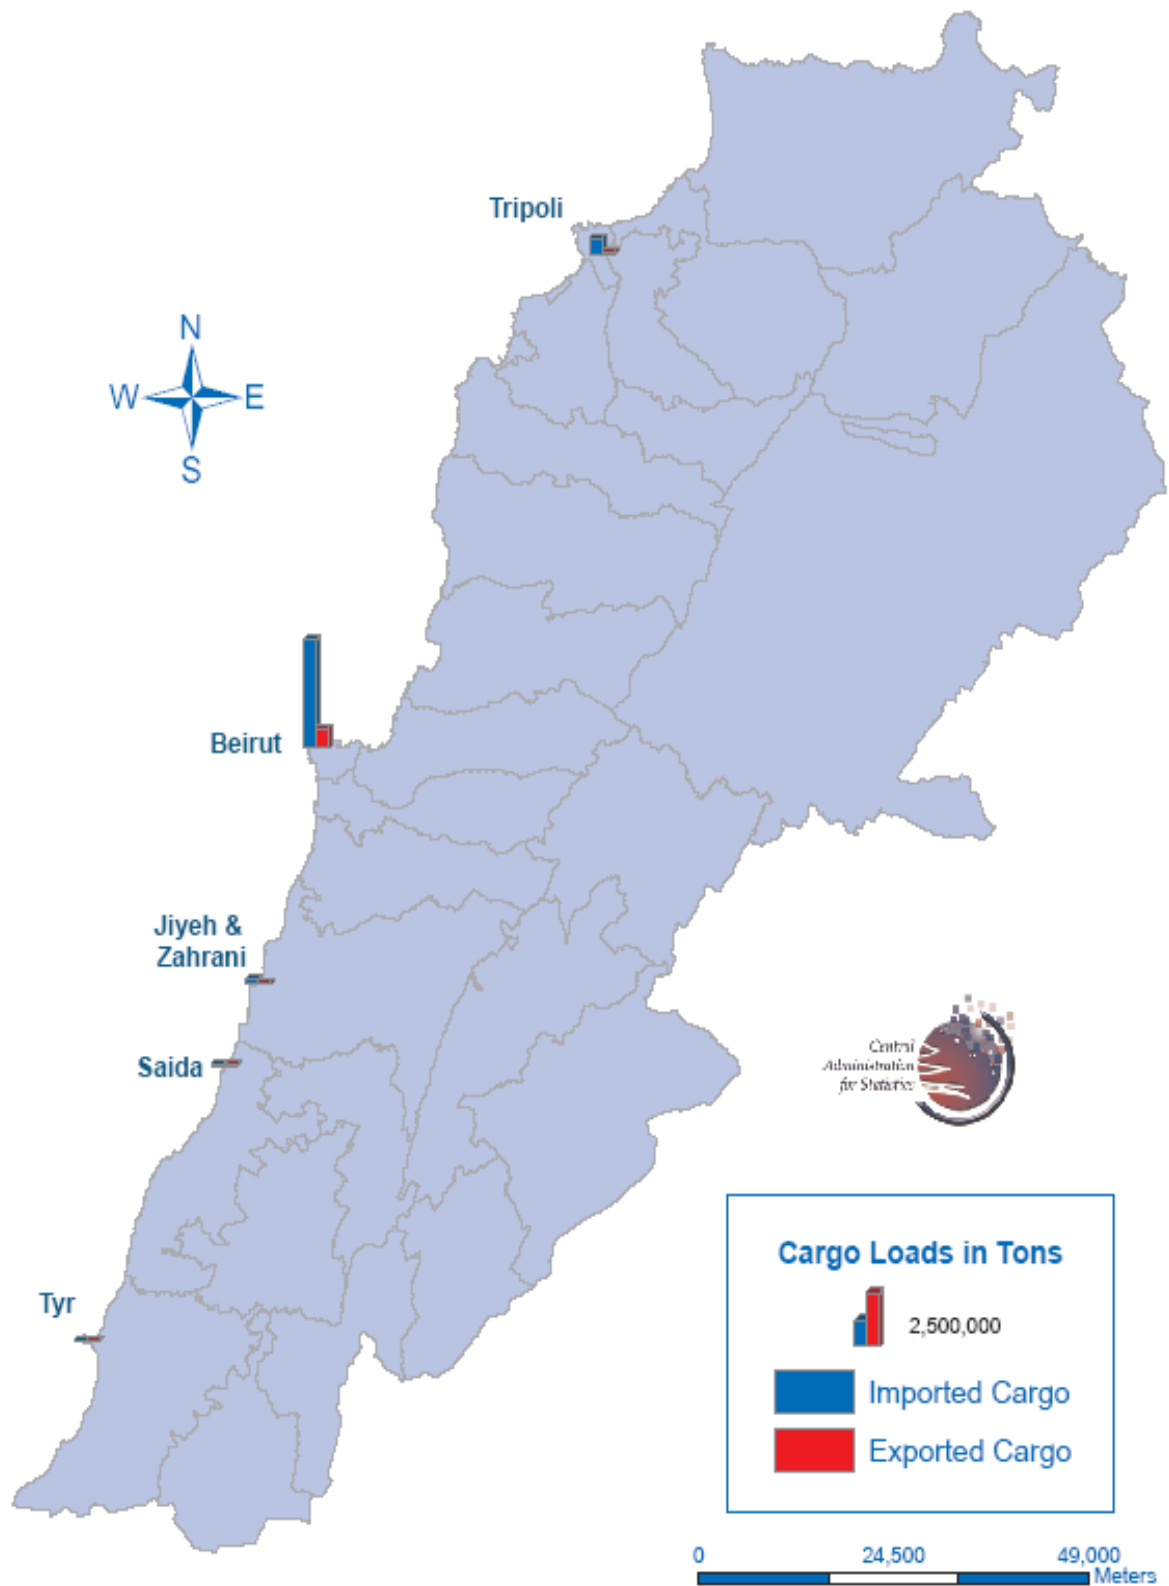 Tripoli
N
W E
S
Beirut
Jiyeh &
Zahrani
Saida
Central
Administration
for Statistics
Tyr
Cargo Loads in Tons
2,500,000
Imported Cargo
Exported Cargo
0 24,500 49,000
Meters